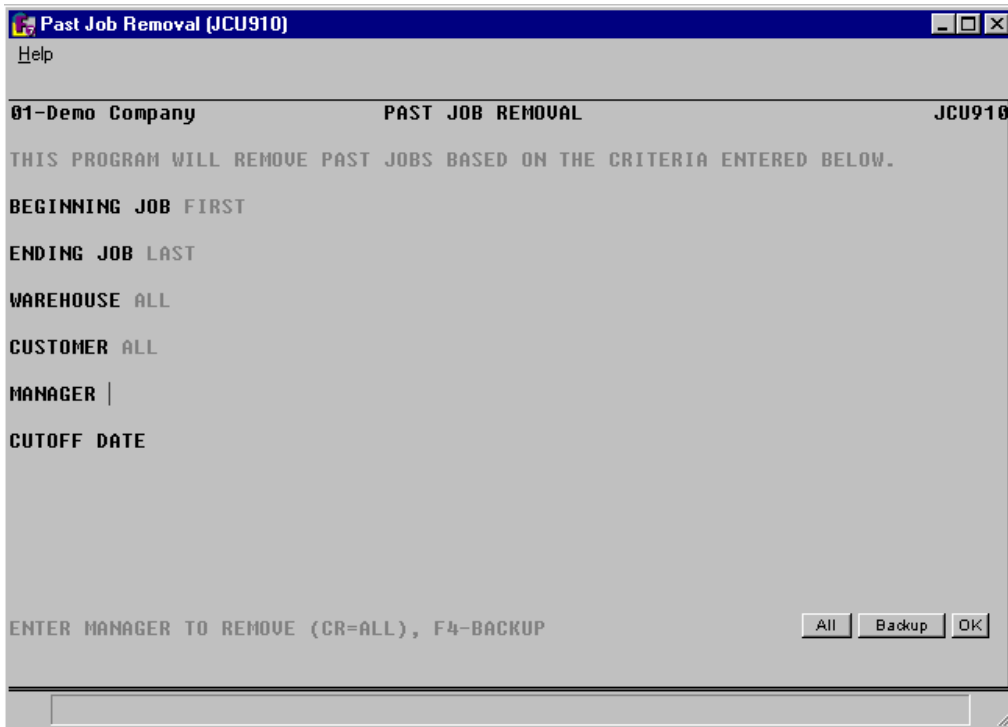 Past Job Removal (JCU910)
Help
01-Demo Company PAST JOB REMOVAL JCU910
THIS PROGRAM WILL REMOVE PAST JOBS BASED ON THE CRITERIA ENTERED BELOW.
BEGINNING JOB FIRST
ENDING JOB LAST
WAREHOUSE ALL
CUSTOMER ALL
MANAGER
CUTOFF DATE
ENTER MANAGER TO REMOVE (CR=ALL), F4-BACKUP All Backup OK